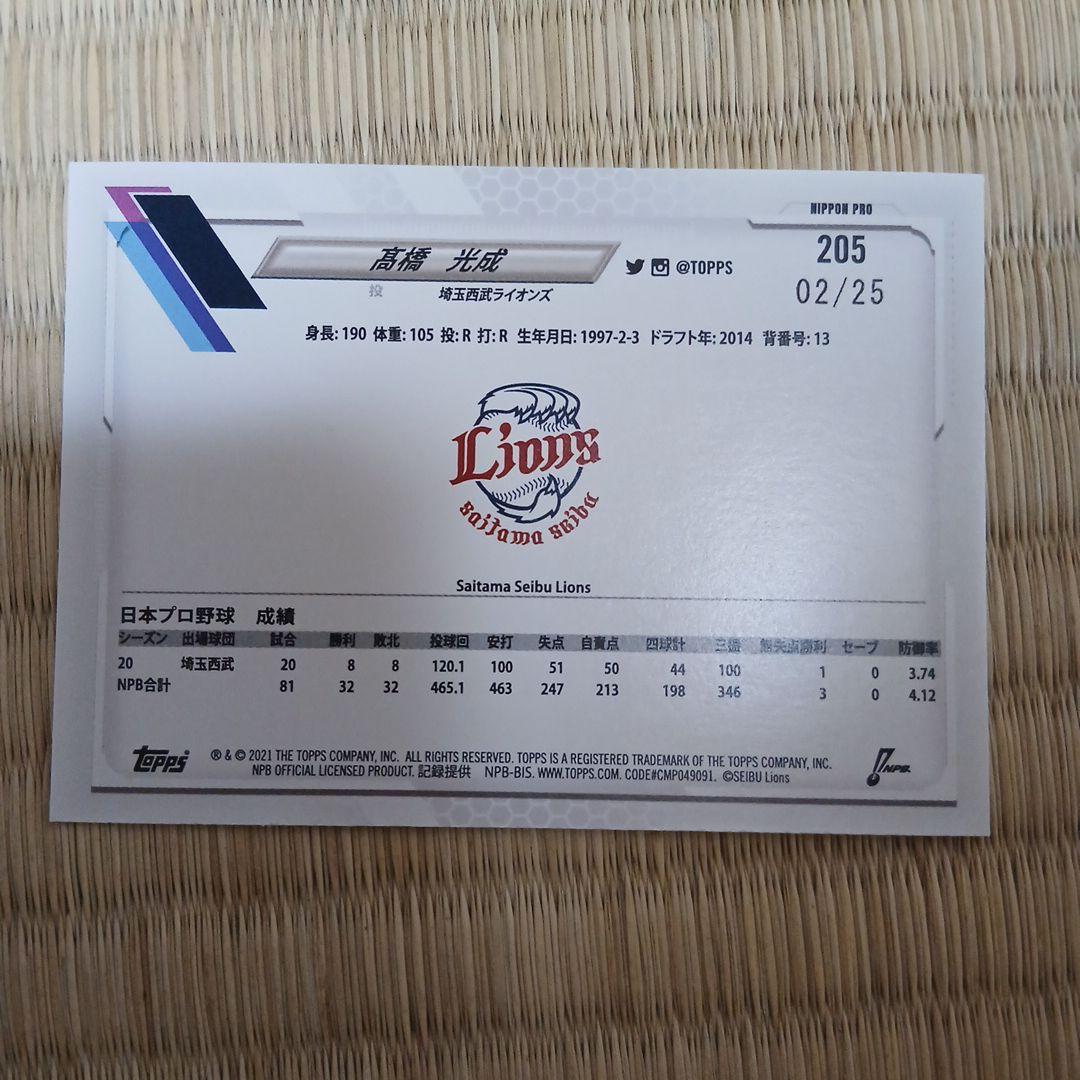 NIPPON PRO
205
02/25
髙橋 光成
@TOPPS
投 埼玉西武ライオンズ
身長: 190 体重: 105 投: R 打: R 生年月日: 1997-2-3 ドラフト年: 2014 背番号: 13
Lions
Saitama Seibu
Saitama Seibu Lions
日本プロ野球 成績
シーズン 出場球団 試合 勝利 敗北 投球回 安打 失点 自責点 四球計 三振 無失点勝利 セーブ 防御率
20 埼玉西武 20 8 8 120.1 100 51 50 44 100 1 0 3.74
NPB合計 81 32 32 465.1 463 247 213 198 346 3 0 4.12
topps
® & © 2021 THE TOPPS COMPANY, INC. ALL RIGHTS RESERVED. TOPPS IS A REGISTERED TRADEMARK OF THE TOPPS COMPANY, INC.
NPB OFFICIAL LICENSED PRODUCT. 記録提供 NPB-BIS. WWW.TOPPS.COM. CODE#CMP049091. ©SEIBU Lions
NPB.